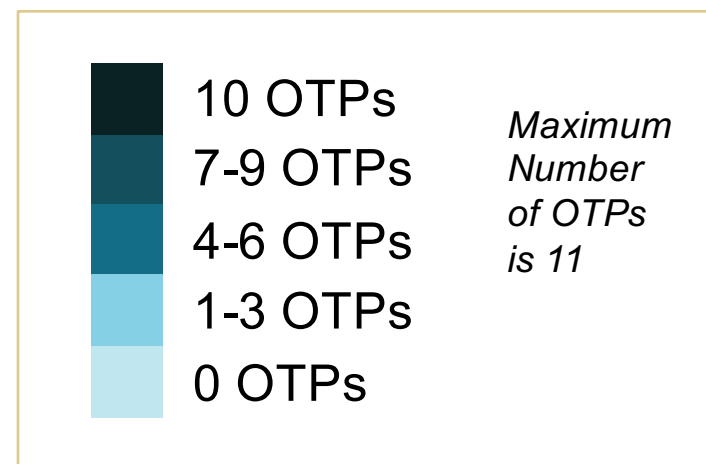 10 OTPs
7-9 OTPs
4-6 OTPs
1-3 OTPs
0 OTPs
Maximum
Number
of OTPs
is 11